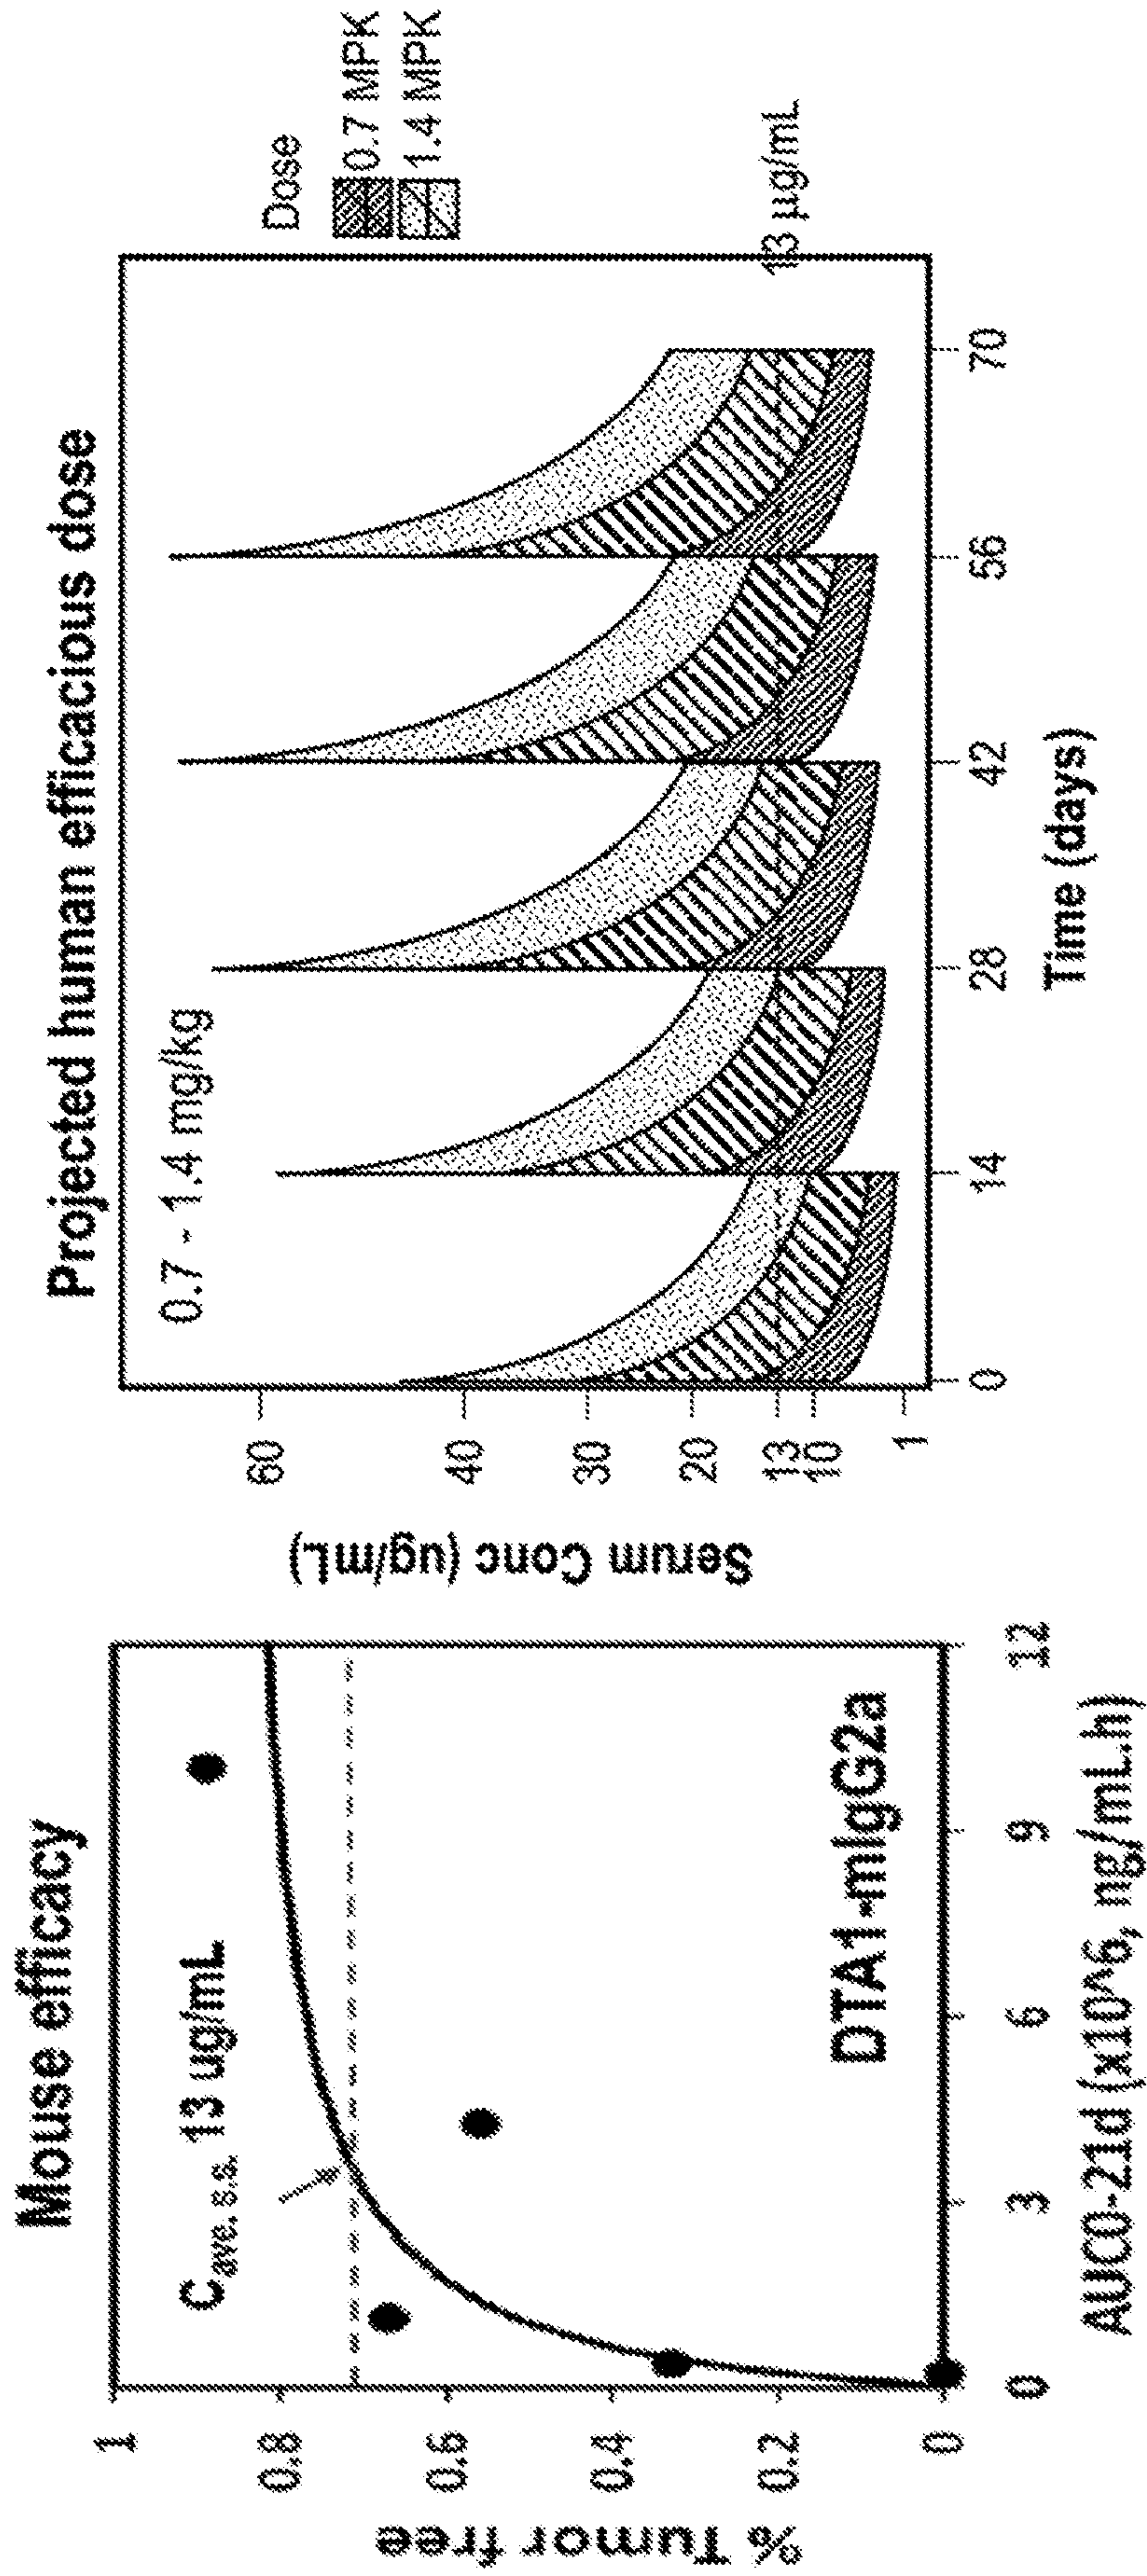 Mouse efficacy
C ave. s.s. 13 ug/mL
DTA1-mIgG2a
% Tumor free
1
0.8
0.6
0.4
0.2
0
0 3 6 9 12
AUC0-21d (x10^6, ng/mL.h)
Projected human efficacious dose
0.7 - 1.4 mg/kg
Serum Conc (ug/mL)
60
40
30
20
13
10
1
0 14 28 42 56 70
Time (days)
Dose
0.7 MPK
1.4 MPK
13 µg/mL